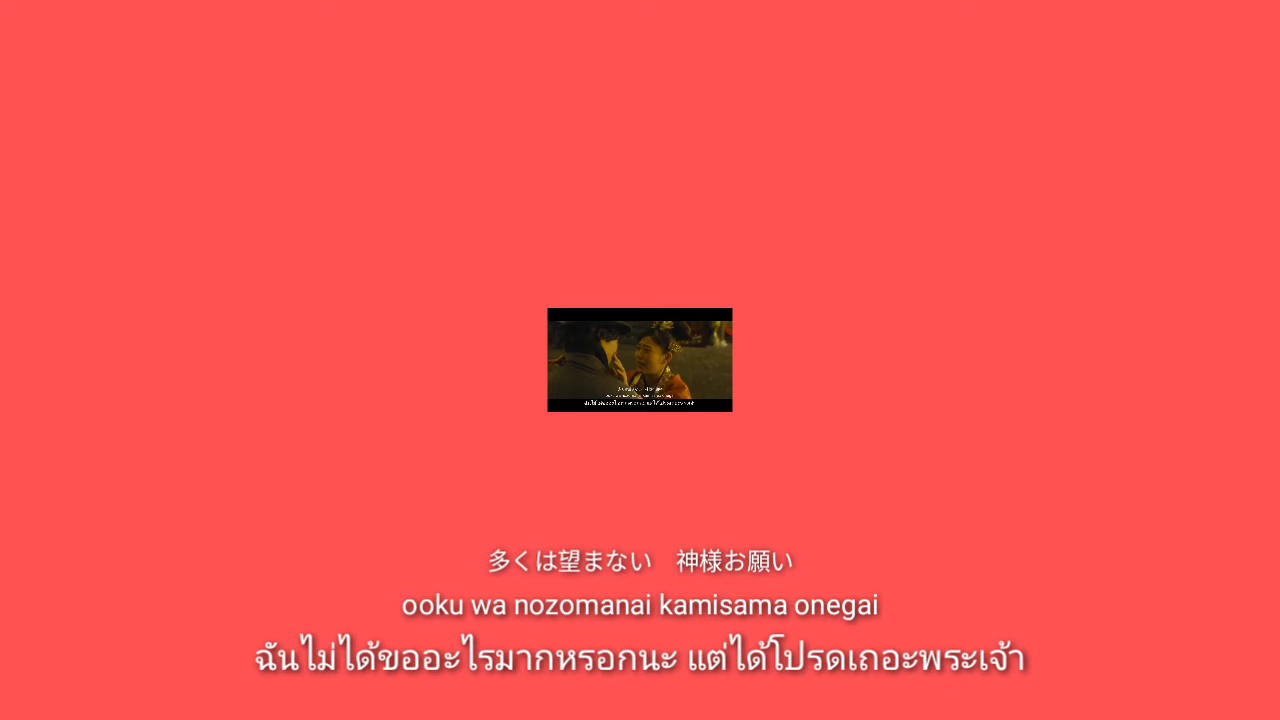 多くは望まない　神様お願い
ooku wa nozomanai kamisama onegai
ฉันไม่ได้ขออะไรมากหรอกนะ แต่ได้โปรดเถอะพระเจ้า